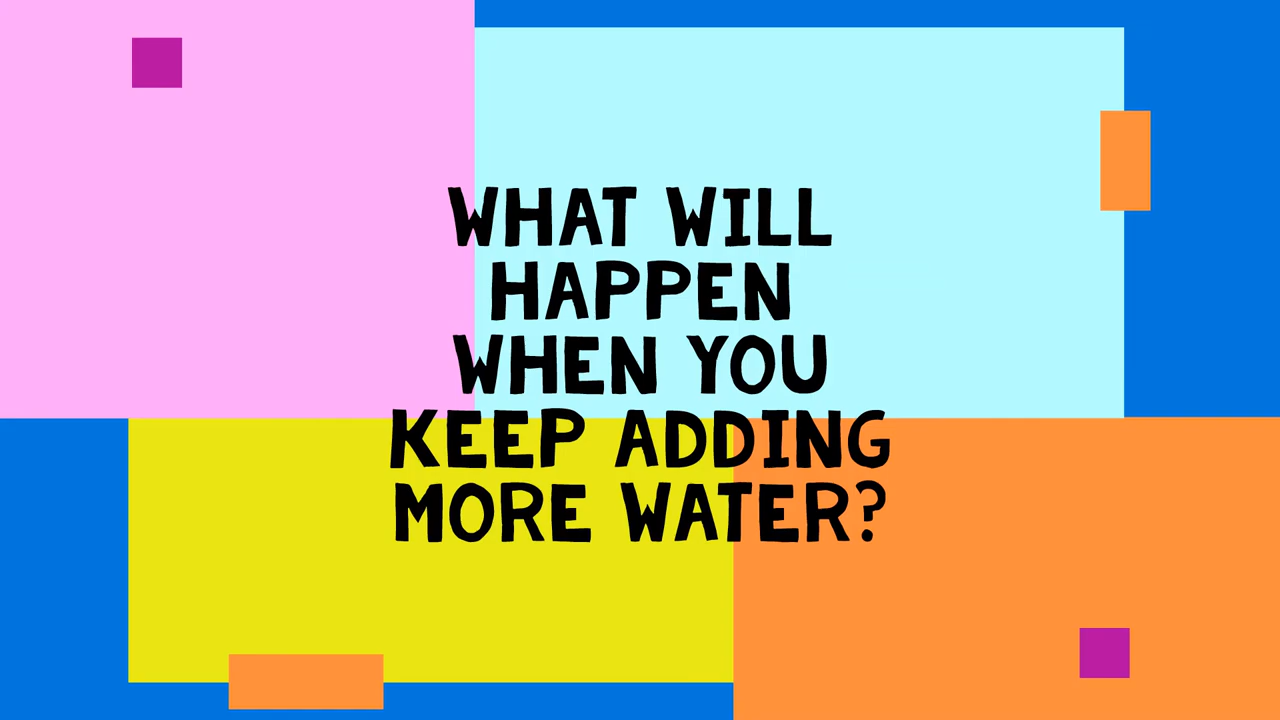 WHAT WILL
HAPPEN
WHEN YOU
KEEP ADDING
MORE WATER?